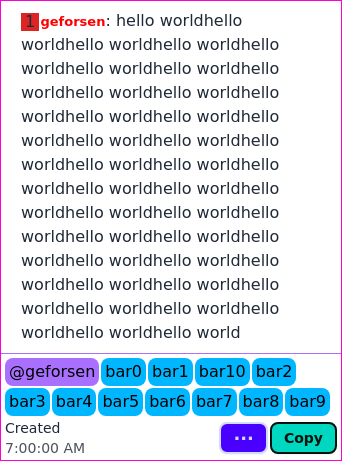 1 geforsen: hello worldhello
worldhello worldhello worldhello
worldhello worldhello worldhello
worldhello worldhello worldhello
worldhello worldhello worldhello
worldhello worldhello worldhello
worldhello worldhello worldhello
worldhello worldhello worldhello
worldhello worldhello worldhello
worldhello worldhello worldhello
worldhello worldhello worldhello
worldhello worldhello worldhello
worldhello worldhello worldhello
worldhello worldhello world
@geforsen bar0 bar1 bar10 bar2
bar3 bar4 bar5 bar6 bar7 bar8 bar9
Created
7:00:00 AM ... Copy